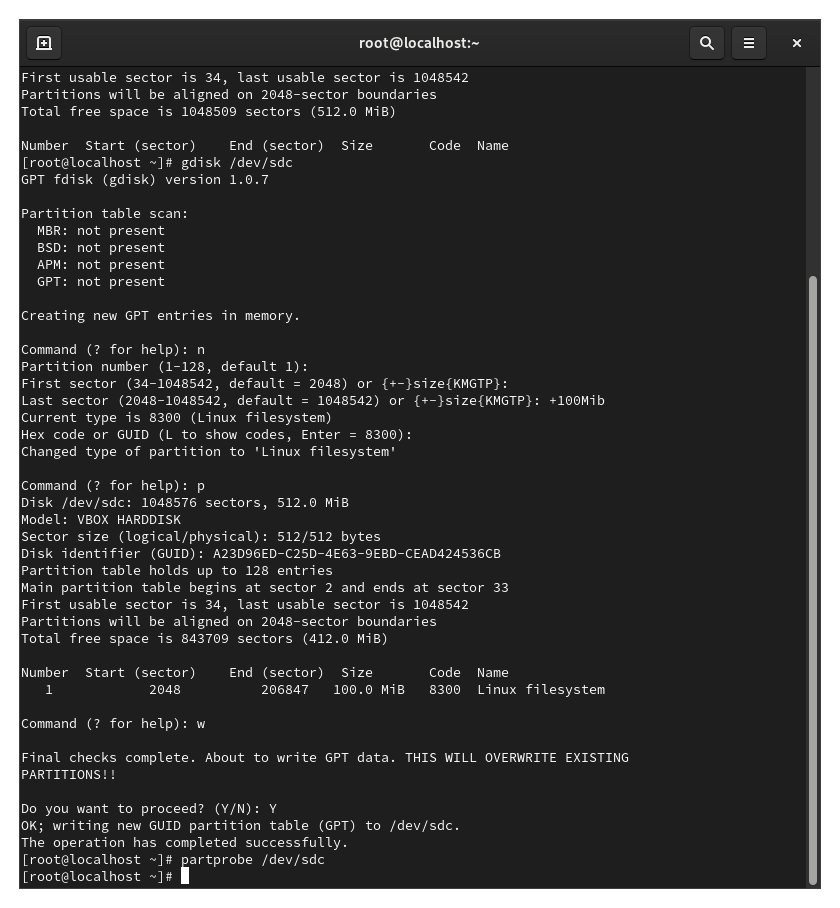 root@localhost:~
First usable sector is 34, last usable sector is 1048542
Partitions will be aligned on 2048-sector boundaries
Total free space is 1048509 sectors (512.0 MiB)
Number  Start (sector)    End (sector)  Size       Code  Name
[root@localhost ~]# gdisk /dev/sdc
GPT fdisk (gdisk) version 1.0.7
Partition table scan:
  MBR: not present
  BSD: not present
  APM: not present
  GPT: not present
Creating new GPT entries in memory.
Command (? for help): n
Partition number (1-128, default 1):
First sector (34-1048542, default = 2048) or {+-}size{KMGTP}:
Last sector (2048-1048542, default = 1048542) or {+-}size{KMGTP}: +100Mib
Current type is 8300 (Linux filesystem)
Hex code or GUID (L to show codes, Enter = 8300):
Changed type of partition to 'Linux filesystem'
Command (? for help): p
Disk /dev/sdc: 1048576 sectors, 512.0 MiB
Model: VBOX HARDDISK
Sector size (logical/physical): 512/512 bytes
Disk identifier (GUID): A23D96ED-C25D-4E63-9EBD-CEAD424536CB
Partition table holds up to 128 entries
Main partition table begins at sector 2 and ends at sector 33
First usable sector is 34, last usable sector is 1048542
Partitions will be aligned on 2048-sector boundaries
Total free space is 843709 sectors (412.0 MiB)
Number  Start (sector)    End (sector)  Size       Code  Name
   1            2048          206847   100.0 MiB   8300  Linux filesystem
Command (? for help): w
Final checks complete. About to write GPT data. THIS WILL OVERWRITE EXISTING
PARTITIONS!!
Do you want to proceed? (Y/N): Y
OK; writing new GUID partition table (GPT) to /dev/sdc.
The operation has completed successfully.
[root@localhost ~]# partprobe /dev/sdc
[root@localhost ~]#